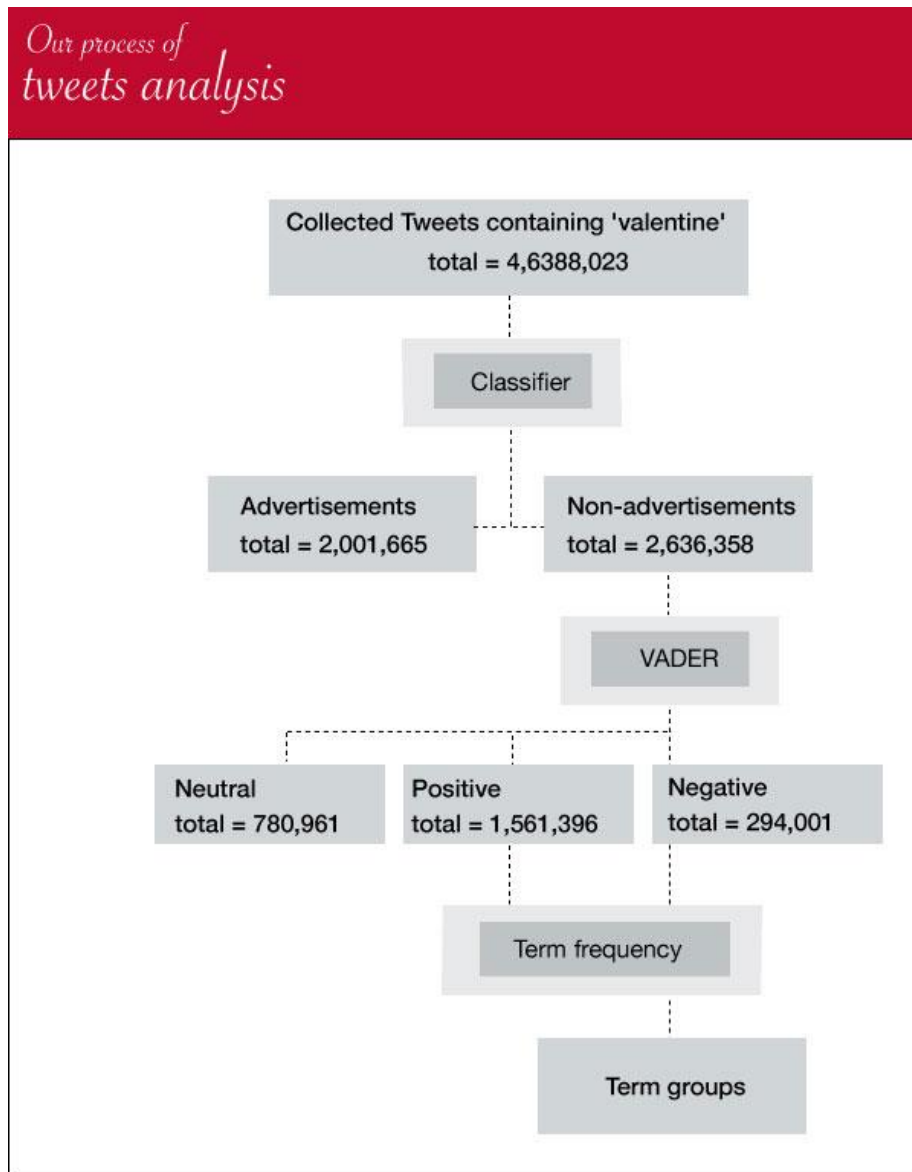 Our process of
tweets analysis
Collected Tweets containing 'valentine'
total = 4,6388,023
Classifier
Advertisements
total = 2,001,665
Non-advertisements
total = 2,636,358
VADER
Neutral
total = 780,961
Positive
total = 1,561,396
Negative
total = 294,001
Term frequency
Term groups